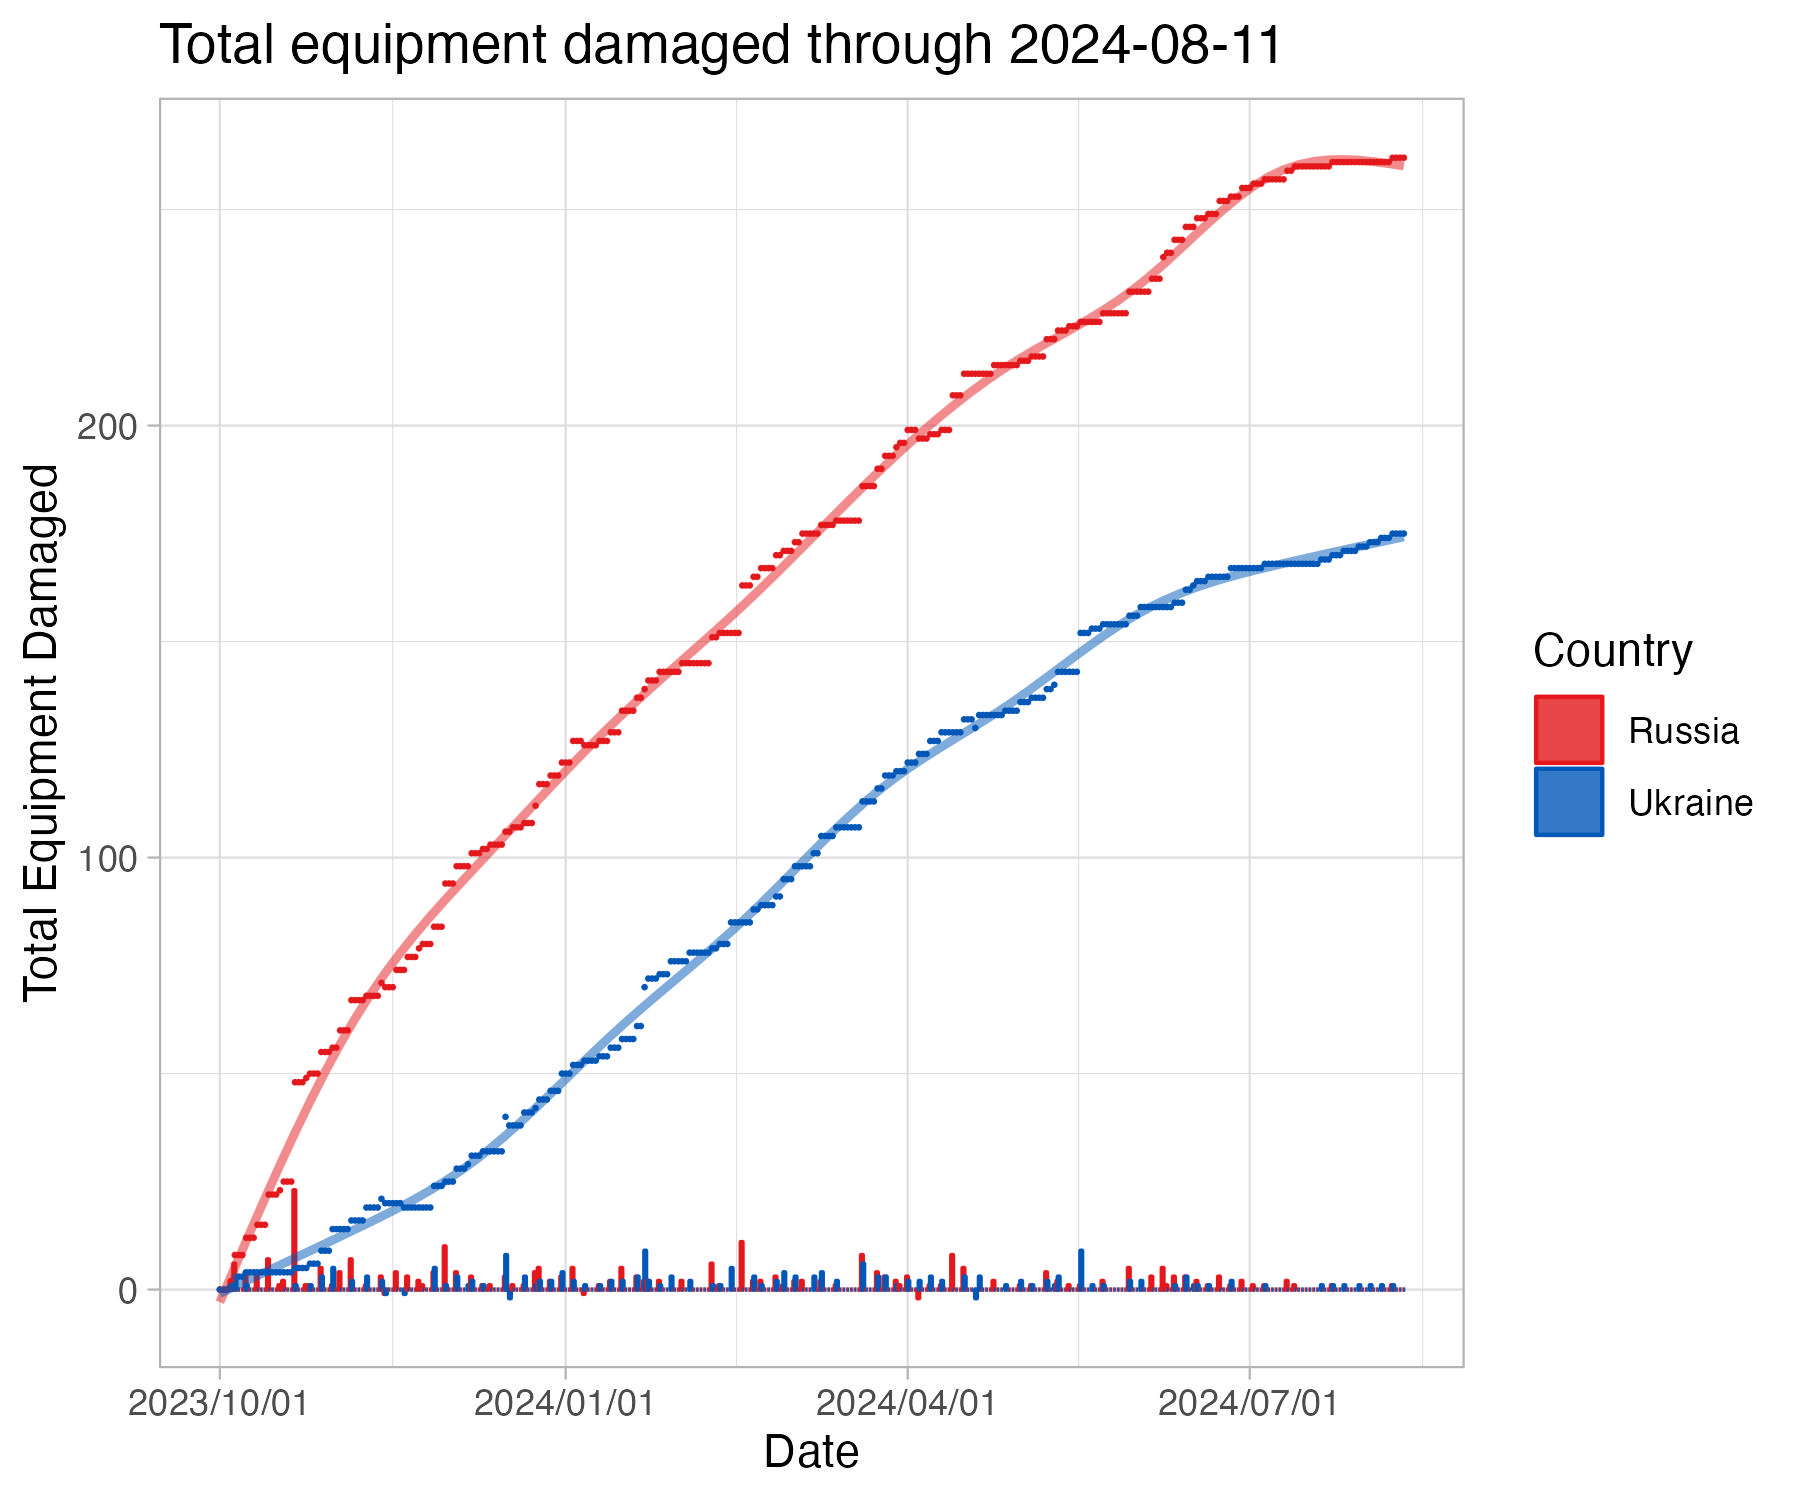 Total equipment damaged through 2024-08-11
Total Equipment Damaged
200
100
0
2023/10/01
2024/01/01
2024/04/01
2024/07/01
Date
Country
Russia
Ukraine